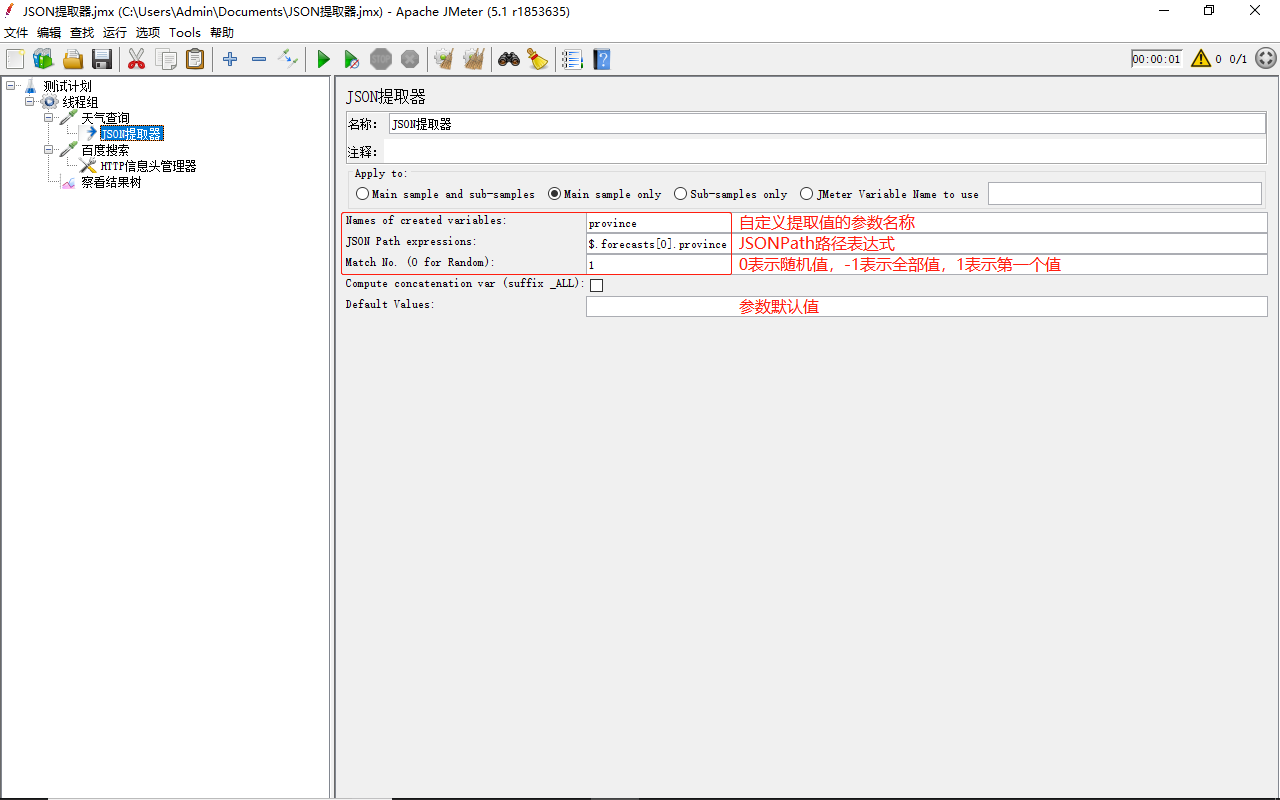 JSON提取器.jmx (C:\Users\Admin\Documents\JSON提取器.jmx) - Apache JMeter (5.1 r1853635)
文件 编辑 查找 运行 选项 Tools 帮助
STOP 00:00:01 0 0/1
测试计划
线程组
天气查询
JSON提取器
百度搜索
HTTP信息头管理器
察看结果树
JSON提取器
名称: JSON提取器
注释:
Apply to:
Main sample and sub-samples Main sample only Sub-samples only JMeter Variable Name to use
Names of created variables: province 自定义提取值的参数名称
JSON Path expressions: $.forecasts[0].province JSONPath路径表达式
Match No. (0 for Random): 1 0表示随机值，-1表示全部值，1表示第一个值
Compute concatenation var (suffix _ALL):
Default Values: 参数默认值